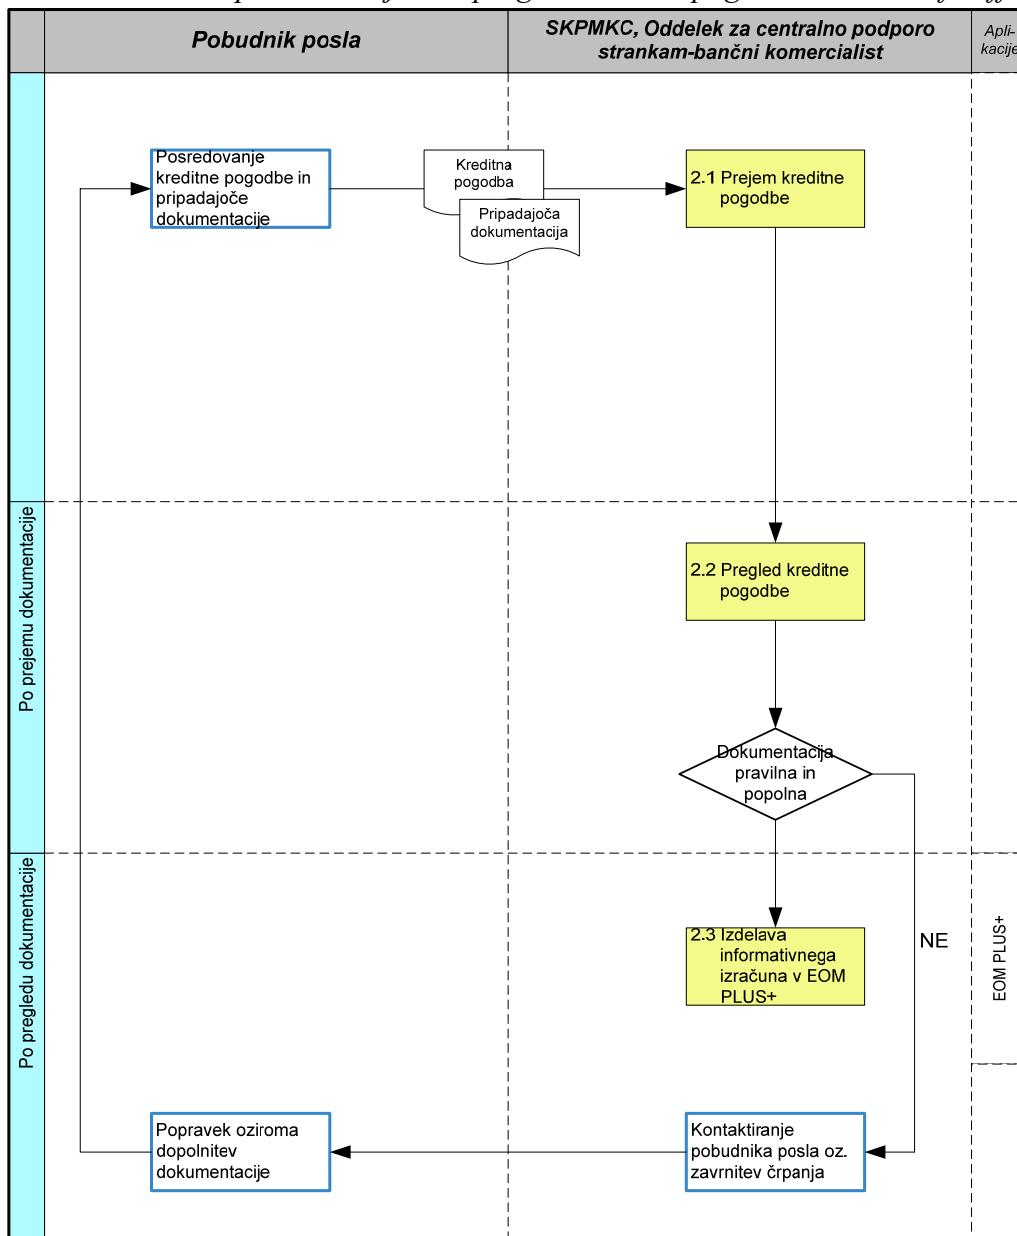 Pobudnik posla
SKPMKC, Oddelek za centralno podporo
strankam-bančni komercialist
Apli-
kacije
Posredovanje
kreditne pogodbe in
pripadajoče
dokumentacije
Kreditna
pogodba
Pripadajoča
dokumentacija
2.1 Prejem kreditne
pogodbe
Po prejemu dokumentacije
2.2 Pregled kreditne
pogodbe
Dokumentacija
pravilna in
popolna
Po pregledu dokumentacije
2.3 Izdelava
informativnega
izračuna v EOM
PLUS+
NE
EOM PLUS+
Popravek oziroma
dopolnitev
dokumentacije
Kontaktiranje
pobudnika posla oz.
zavrnitev črpanja